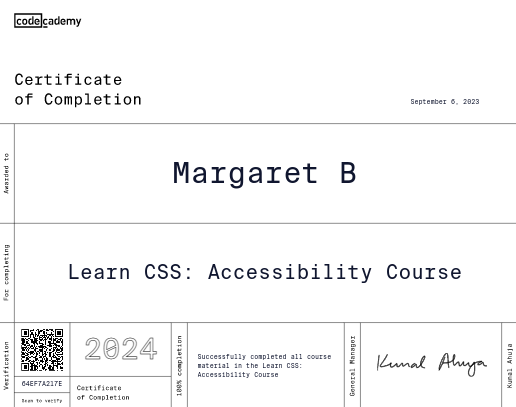 codecademy
Certificate
of Completion
September 6, 2023
Awarded to
Margaret B
For completing
Learn CSS: Accessibility Course
Verification
64EF7A217E
Scan to verify
2024
Certificate
of Completion
100% completion
Successfully completed all course
material in the Learn CSS:
Accessibility Course
General Manager
Kunal Ahuja
Kunal Ahuja